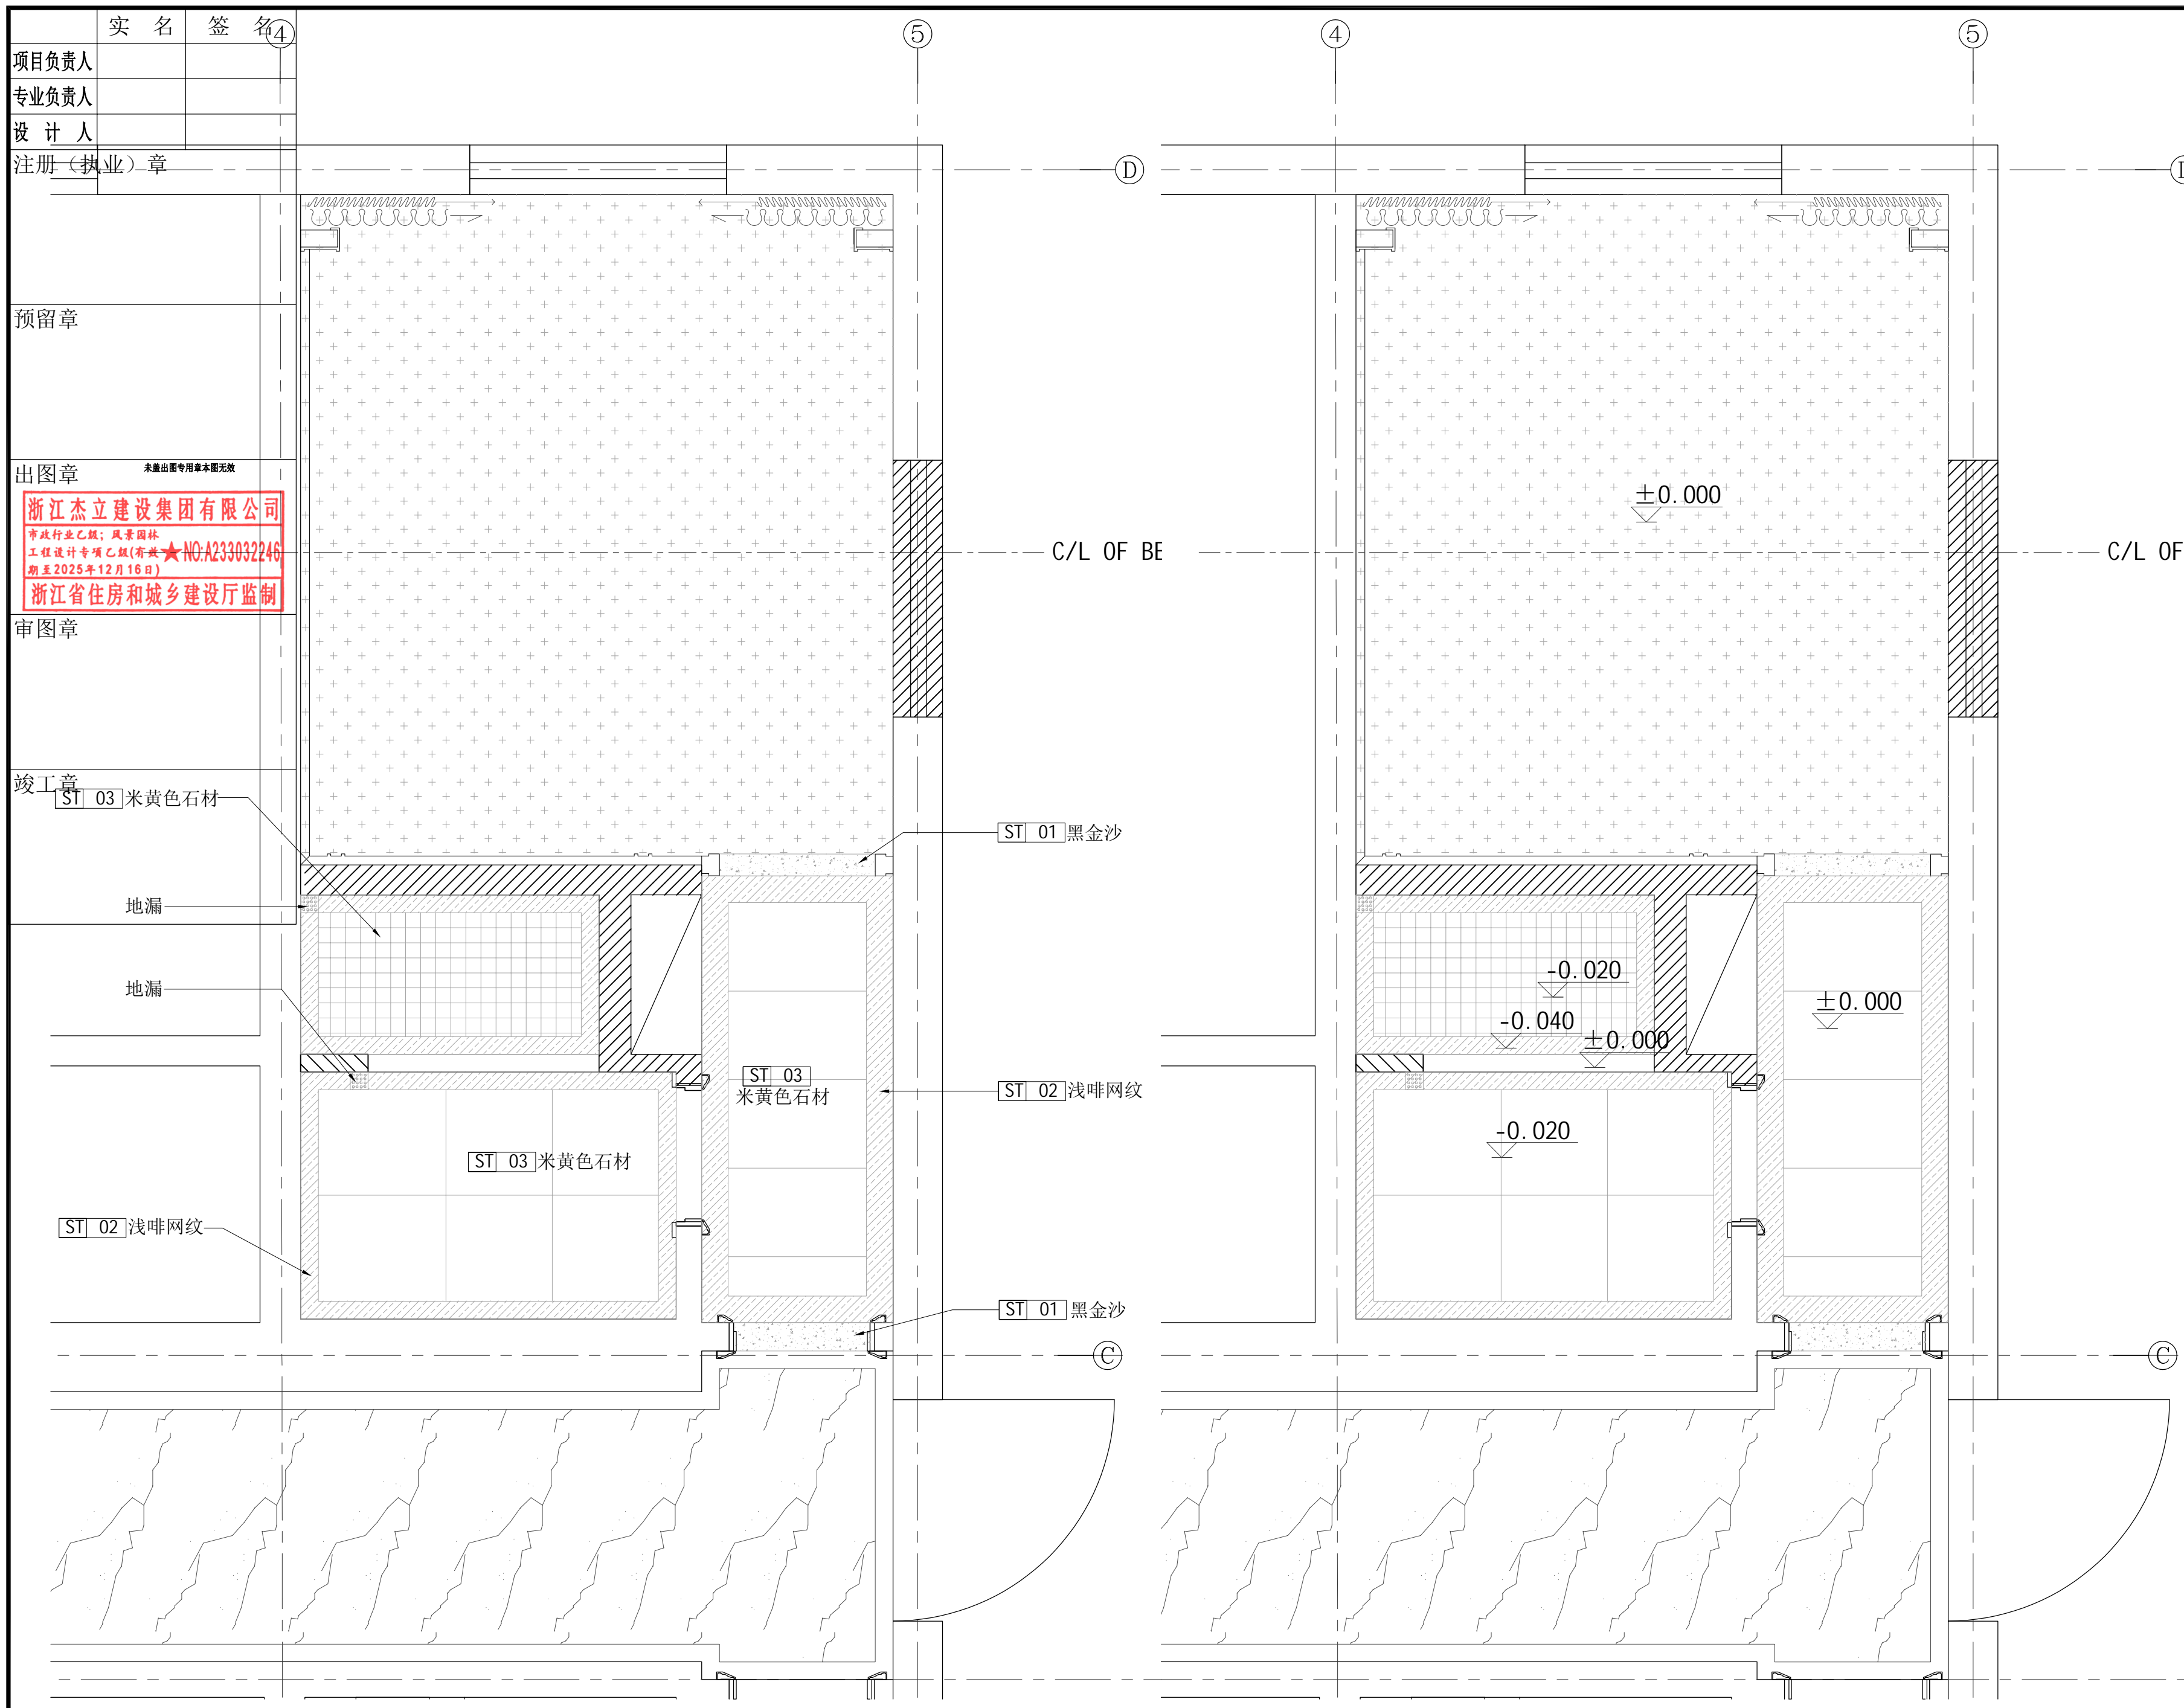 实 名 签 名
项目负责人
专业负责人
设 计 人
注册（执业）章
预留章
出图章 未盖出图专用章本图无效
浙江杰立建设集团有限公司
市政行业乙级；风景园林
工程设计专项乙级(有效
期至2025年12月16日)
NO:A233032246
浙江省住房和城乡建设厅监制
审图章
竣工章
④ ⑤ ④ ⑤
D
C/L OF BE
C/L OF
ST 03 米黄色石材
地漏
地漏
ST 02 浅啡网纹
ST 03 米黄色石材
ST 03
米黄色石材
ST 01 黑金沙
ST 02 浅啡网纹
ST 01 黑金沙
C
±0.000
-0.020
-0.040
±0.000
±0.000
-0.020
C